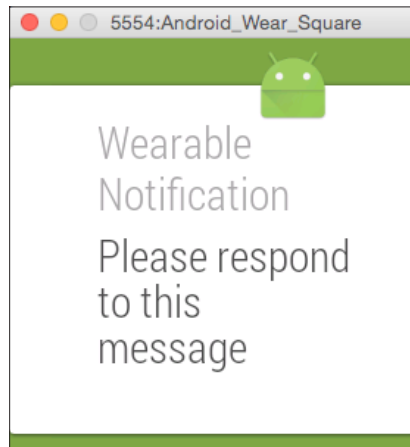 5554:Android_Wear_Square
Wearable
Notification
Please respond
to this
message